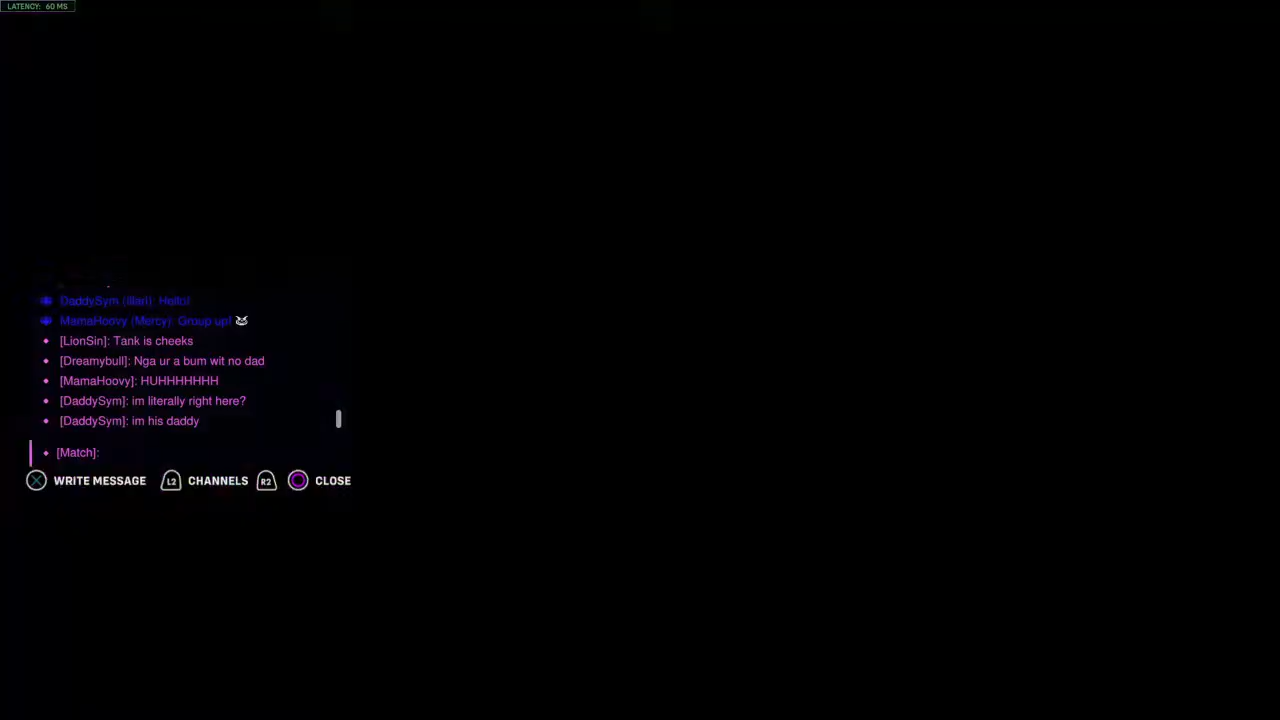 LATENCY: 60 MS
DaddySym (Illari): Hello!
MamaHoovy (Mercy): Group up!
[LionSin]: Tank is cheeks
[Dreamybull]: Nga ur a bum wit no dad
[MamaHoovy]: HUHHHHHHH
[DaddySym]: im literally right here?
[DaddySym]: im his daddy
[Match]:
WRITE MESSAGE L2 CHANNELS R2 CLOSE